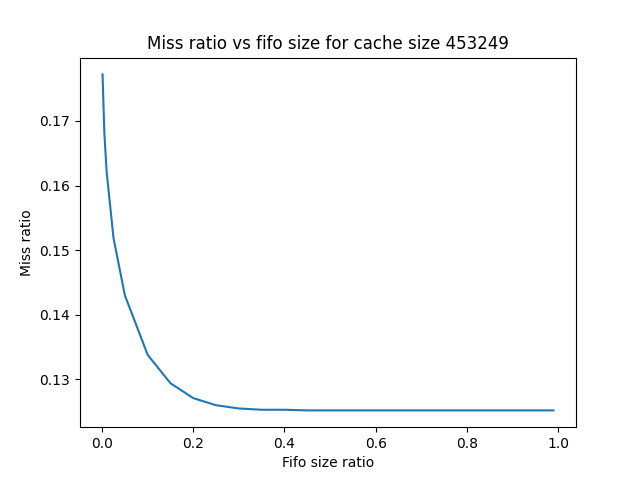 Miss ratio vs fifo size for cache size 453249
0.17
0.16
0.15
0.14
0.13
Miss ratio
0.0 0.2 0.4 0.6 0.8 1.0
Fifo size ratio